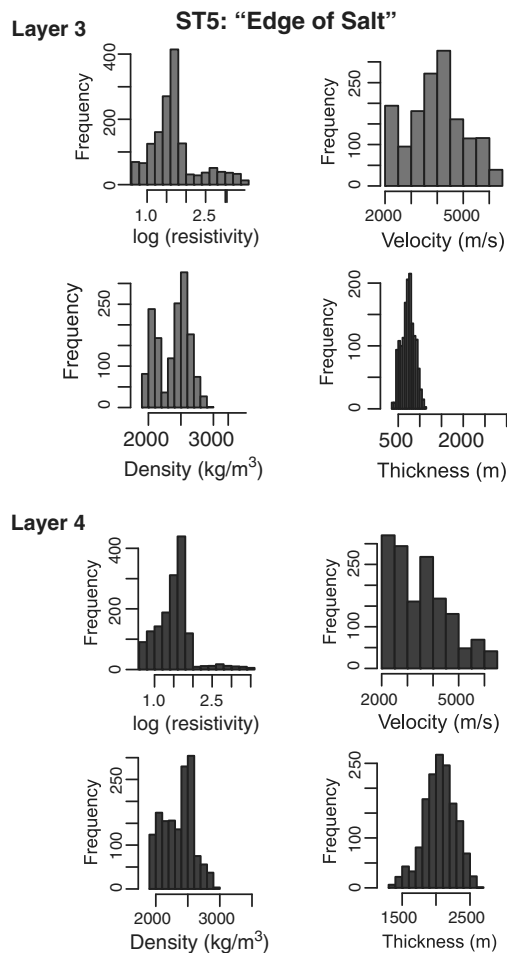 ST5: “Edge of Salt”
Layer 3
Frequency
0 200 400
1.0 2.5
log (resistivity)
Frequency
0 100 250
2000 5000
Velocity (m/s)
Frequency
0 100 250
2000 3000
Density (kg/m³)
Frequency
0 100 200
500 2000
Thickness (m)
Layer 4
Frequency
0 200 400
1.0 2.5
log (resistivity)
Frequency
0 100 250
2000 5000
Velocity (m/s)
Frequency
0 100 250
2000 3000
Density (kg/m³)
Frequency
0 100 250
1500 2500
Thickness (m)